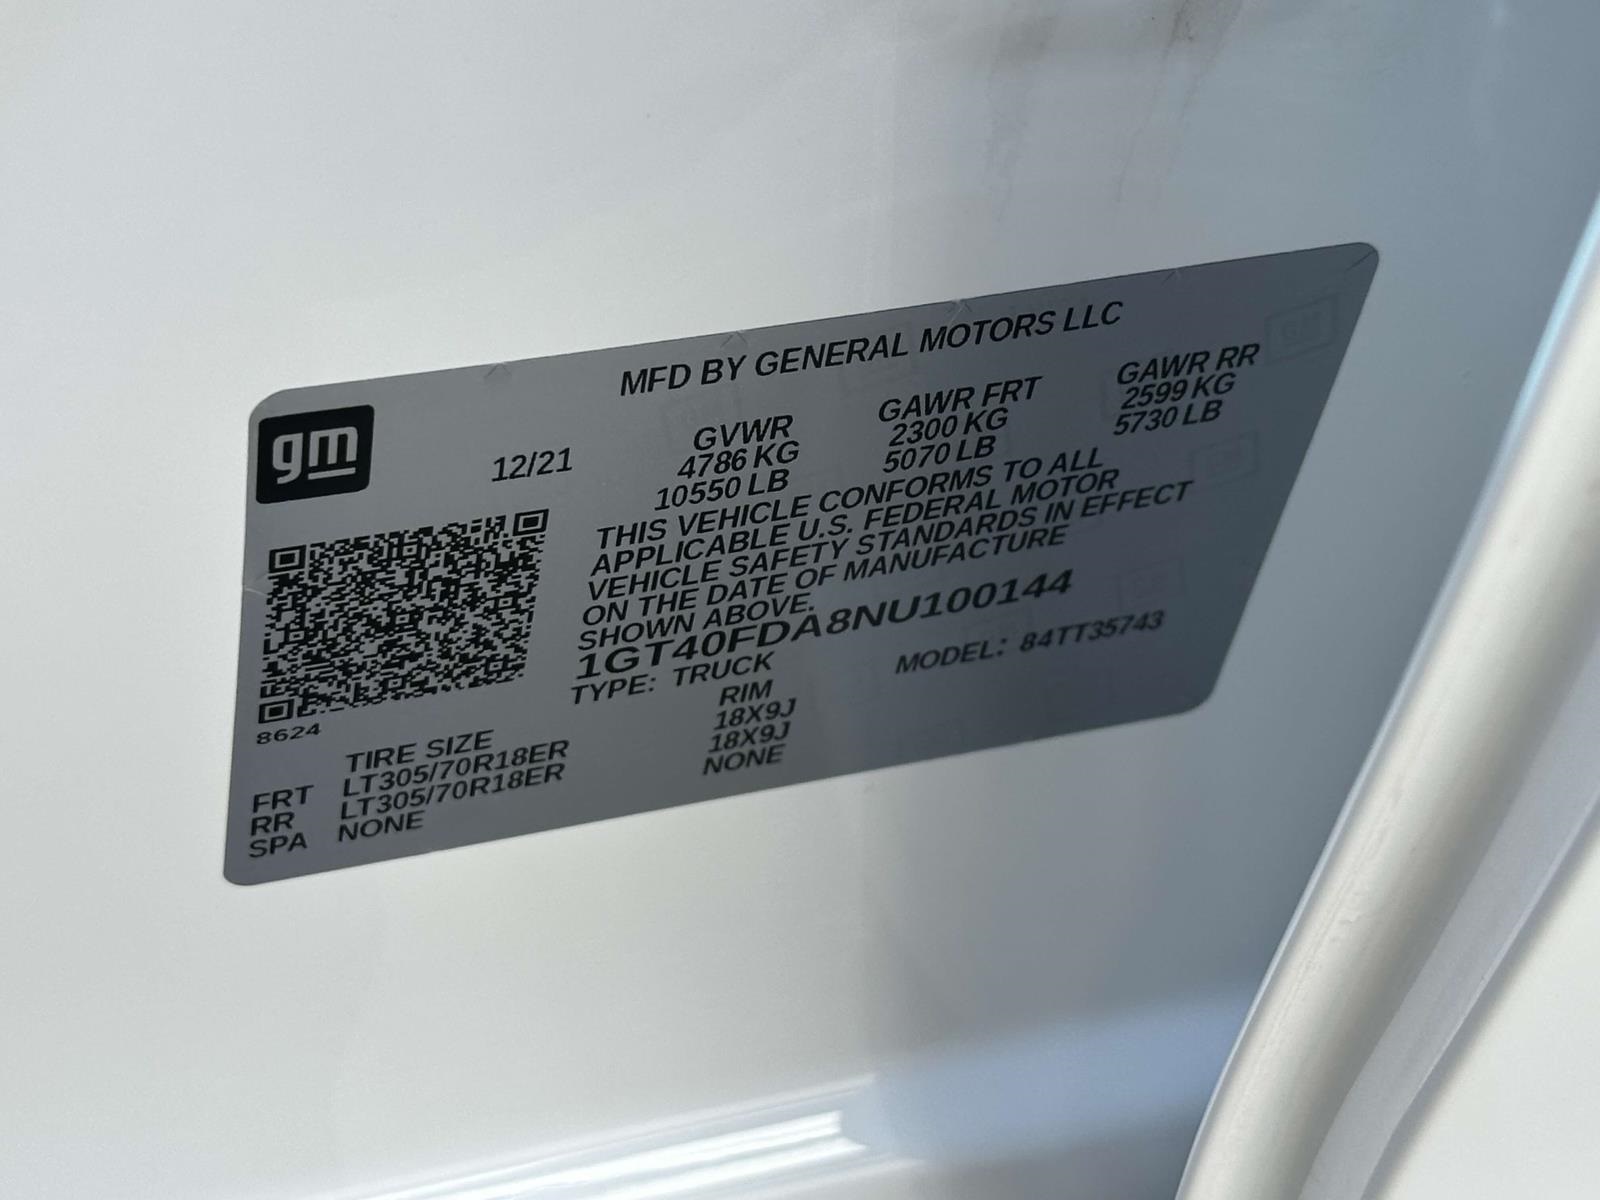 MFD BY GENERAL MOTORS LLC
gm
12/21
GVWR GAWR FRT GAWR RR
4786 KG 2300 KG 2599 KG
10550 LB 5070 LB 5730 LB
THIS VEHICLE CONFORMS TO ALL
APPLICABLE U.S. FEDERAL MOTOR
VEHICLE SAFETY STANDARDS IN EFFECT
ON THE DATE OF MANUFACTURE
SHOWN ABOVE.
1GT40FDA8NU100144
TYPE: TRUCK MODEL: 84TT35743
8624
TIRE SIZE RIM
FRT LT305/70R18ER 18X9J
RR LT305/70R18ER 18X9J
SPA NONE NONE